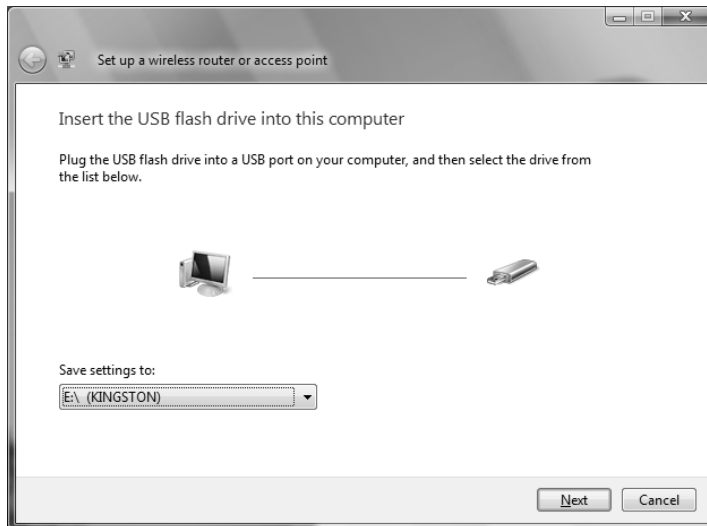 Set up a wireless router or access point
Insert the USB flash drive into this computer
Plug the USB flash drive into a USB port on your computer, and then select the drive from
the list below.
Save settings to:
E:\ (KINGSTON)
Next
Cancel